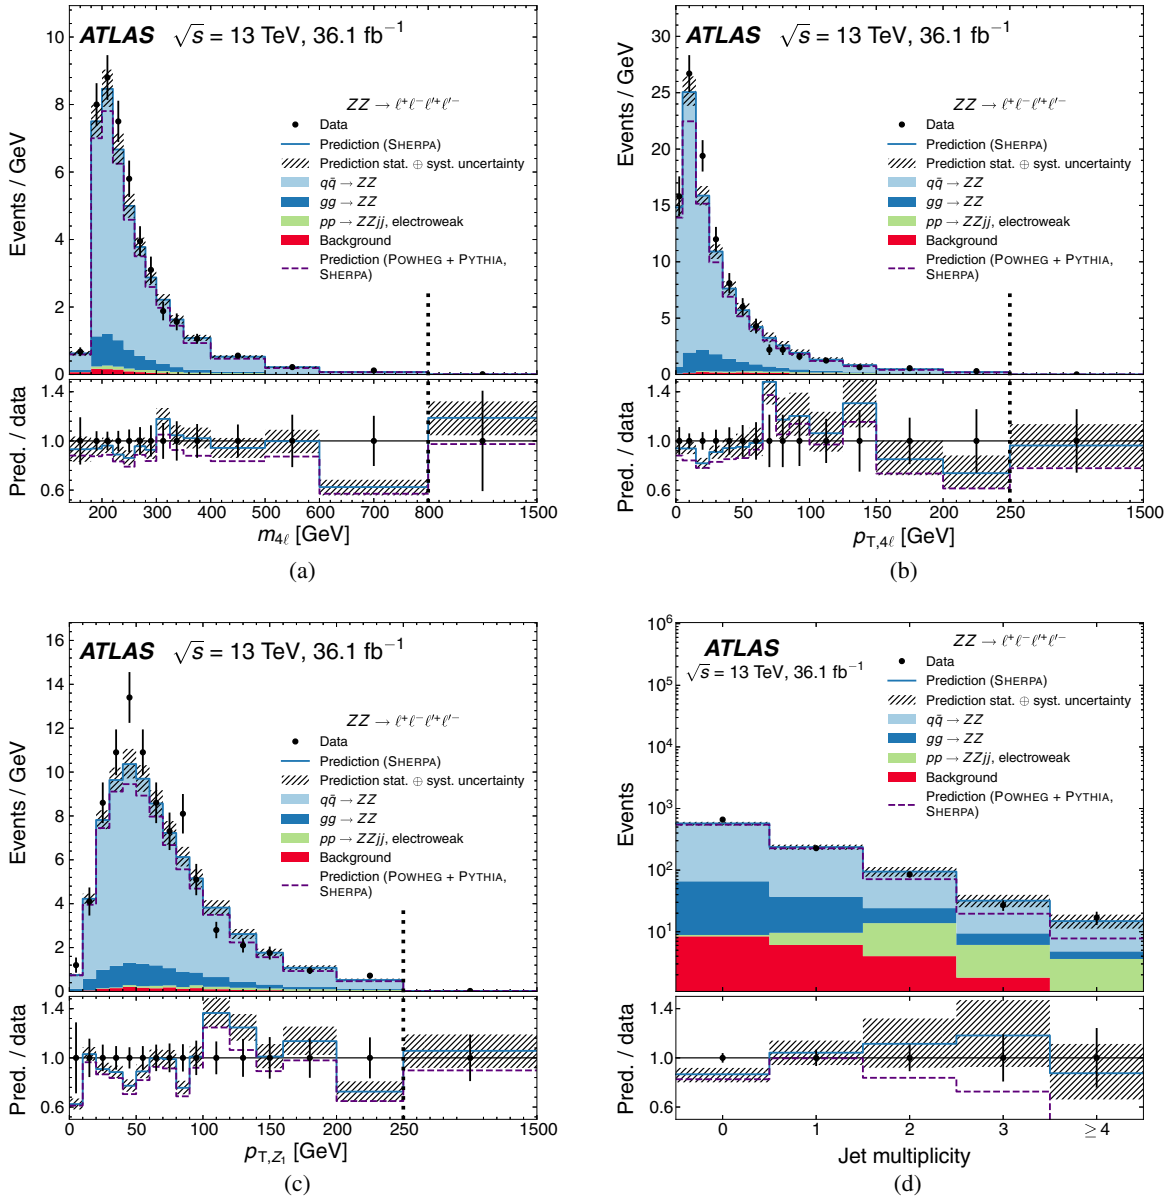 ATLAS √s = 13 TeV, 36.1 fb⁻¹
ZZ → ℓ⁺ℓ⁻ℓ′⁺ℓ′⁻
Data
Prediction (SHERPA)
Prediction stat. ⊕ syst. uncertainty
qq̄ → ZZ
gg → ZZ
pp → ZZjj, electroweak
Background
Prediction (POWHEG + PYTHIA,
SHERPA)
Events / GeV
10
8
6
4
2
0
Pred. / data
1.4
1.0
0.6
200 300 400 500 600 700 800 1500
m4ℓ [GeV]
(a)
ATLAS √s = 13 TeV, 36.1 fb⁻¹
ZZ → ℓ⁺ℓ⁻ℓ′⁺ℓ′⁻
Data
Prediction (SHERPA)
Prediction stat. ⊕ syst. uncertainty
qq̄ → ZZ
gg → ZZ
pp → ZZjj, electroweak
Background
Prediction (POWHEG + PYTHIA,
SHERPA)
Events / GeV
30
25
20
15
10
5
0
Pred. / data
1.4
1.0
0.6
0 50 100 150 200 250 1500
pT,4ℓ [GeV]
(b)
ATLAS √s = 13 TeV, 36.1 fb⁻¹
ZZ → ℓ⁺ℓ⁻ℓ′⁺ℓ′⁻
Data
Prediction (SHERPA)
Prediction stat. ⊕ syst. uncertainty
qq̄ → ZZ
gg → ZZ
pp → ZZjj, electroweak
Background
Prediction (POWHEG + PYTHIA,
SHERPA)
Events / GeV
16
14
12
10
8
6
4
2
0
Pred. / data
1.4
1.0
0.6
0 50 100 150 200 250 1500
pT,Z₁ [GeV]
(c)
ATLAS
√s = 13 TeV, 36.1 fb⁻¹
ZZ → ℓ⁺ℓ⁻ℓ′⁺ℓ′⁻
Data
Prediction (SHERPA)
Prediction stat. ⊕ syst. uncertainty
qq̄ → ZZ
gg → ZZ
pp → ZZjj, electroweak
Background
Prediction (POWHEG + PYTHIA,
SHERPA)
Events
10⁶
10⁵
10⁴
10³
10²
10¹
Pred. / data
1.4
1.0
0.6
0 1 2 3 ≥4
Jet multiplicity
(d)